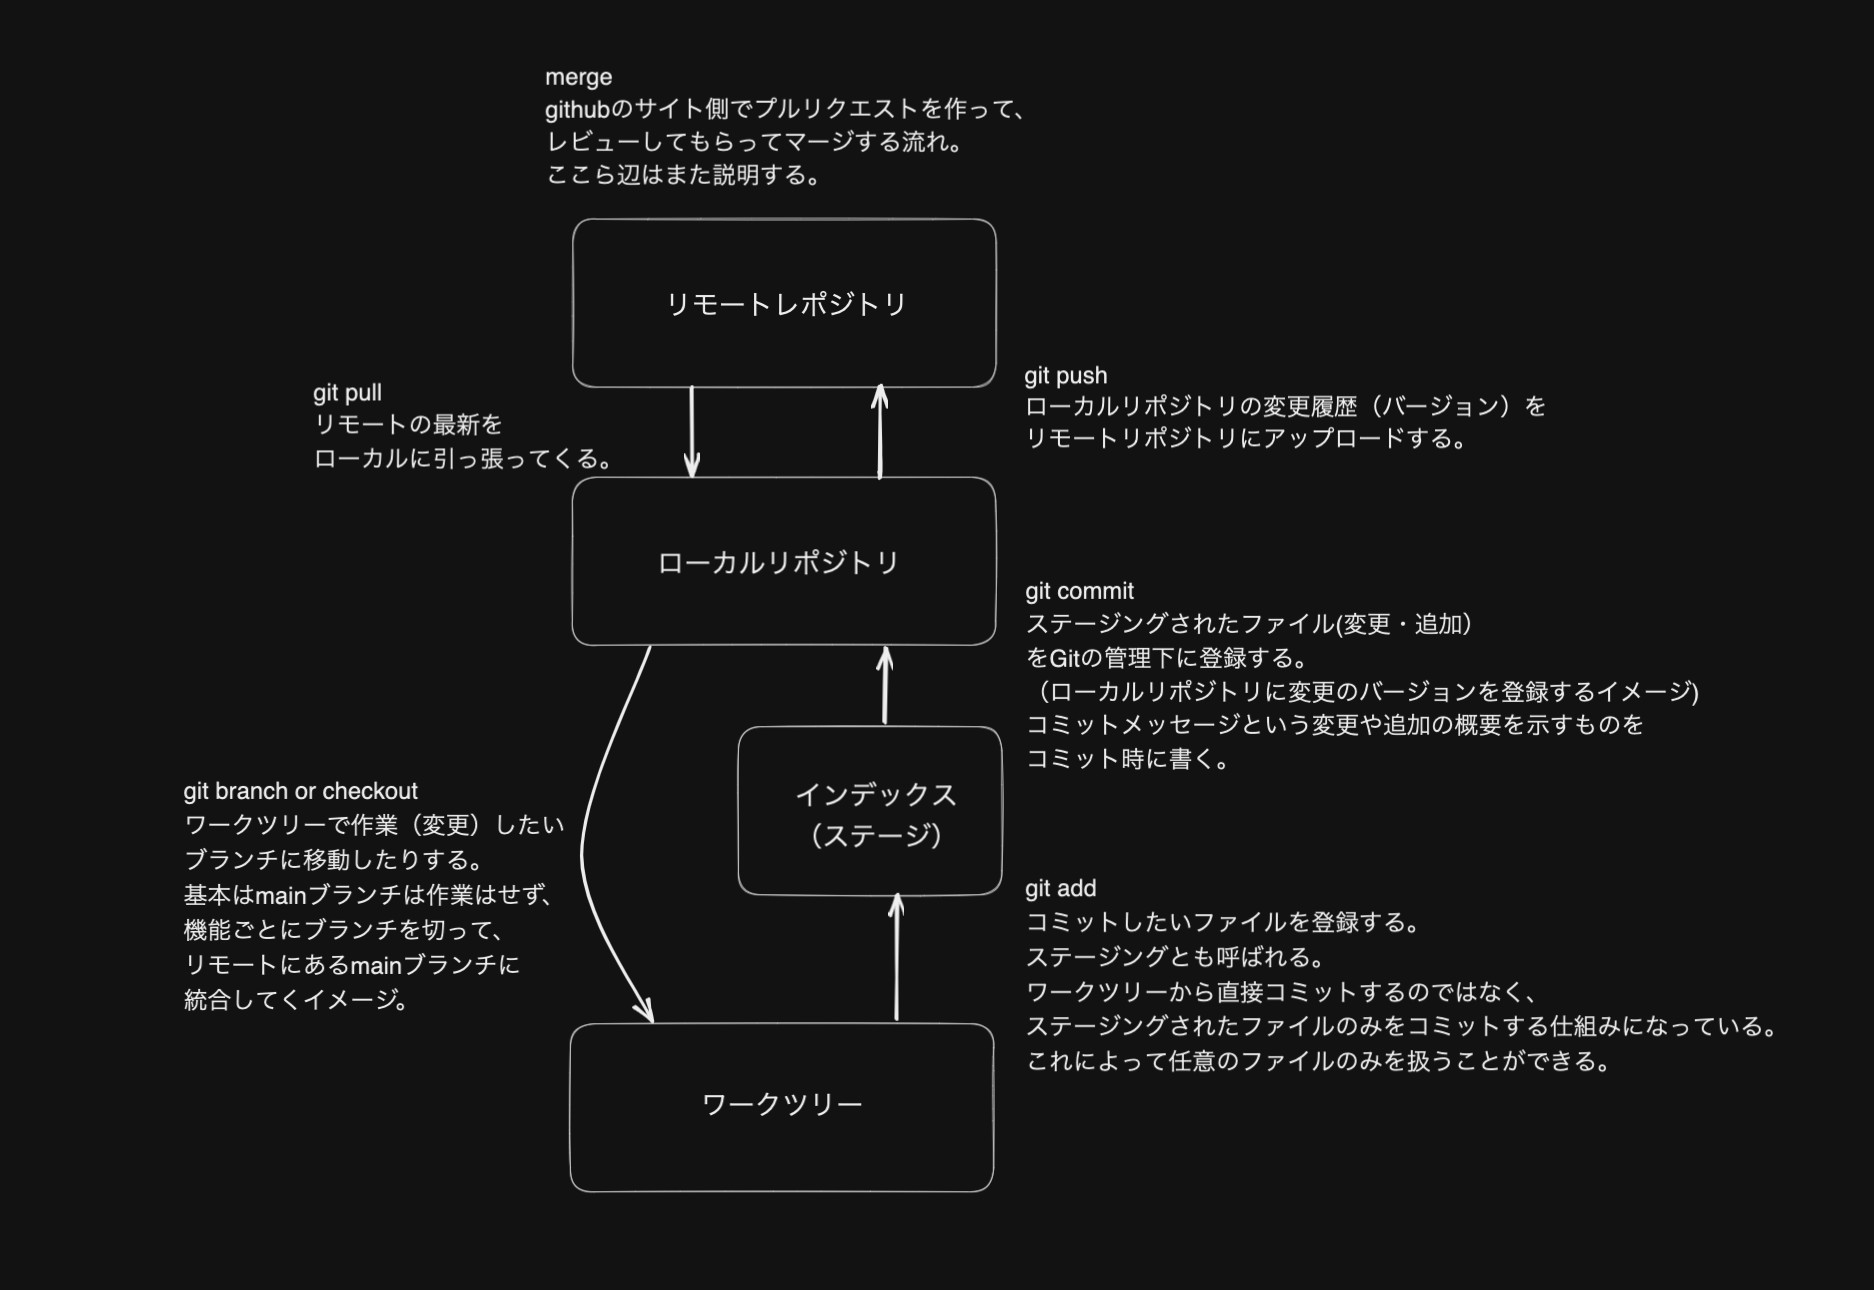 merge
githubのサイト側でプルリクエストを作って、
レビューしてもらってマージする流れ。
ここら辺はまた説明する。
リモートレポジトリ
git pull
リモートの最新を
ローカルに引っ張ってくる。
git push
ローカルリポジトリの変更履歴（バージョン）を
リモートリポジトリにアップロードする。
ローカルリポジトリ
git commit
ステージングされたファイル(変更・追加）
をGitの管理下に登録する。
（ローカルリポジトリに変更のバージョンを登録するイメージ)
コミットメッセージという変更や追加の概要を示すものを
コミット時に書く。
インデックス
（ステージ）
git branch or checkout
ワークツリーで作業（変更）したい
ブランチに移動したりする。
基本はmainブランチは作業はせず、
機能ごとにブランチを切って、
リモートにあるmainブランチに
統合してくイメージ。
git add
コミットしたいファイルを登録する。
ステージングとも呼ばれる。
ワークツリーから直接コミットするのではなく、
ステージングされたファイルのみをコミットする仕組みになっている。
これによって任意のファイルのみを扱うことができる。
ワークツリー